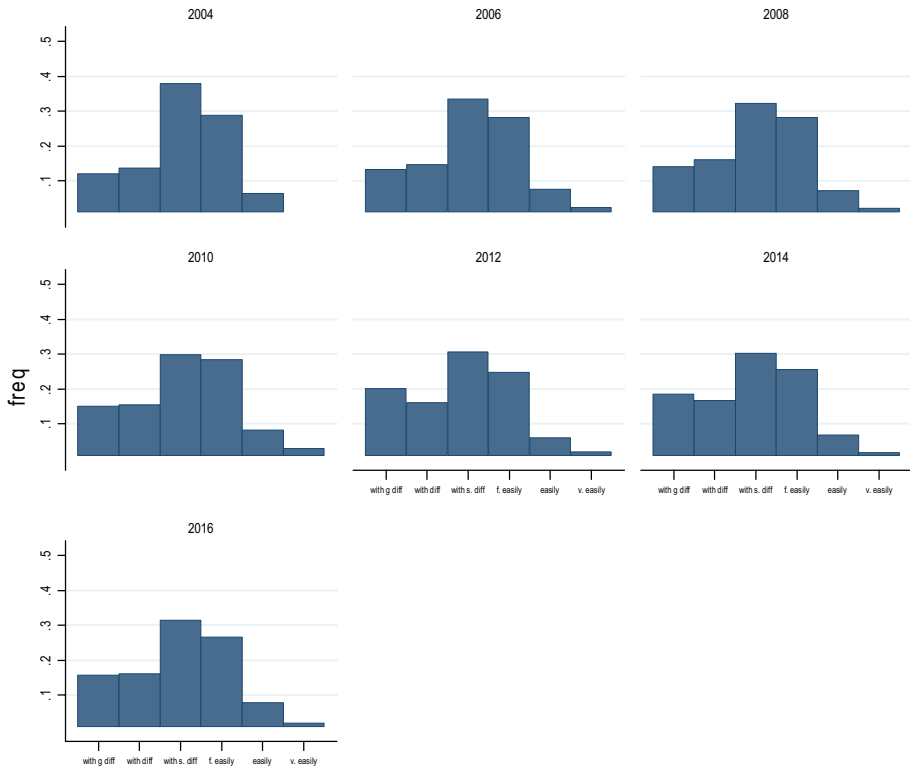 2004 2006 2008
.5
.4
.3
.2
.1
2010 2012 2014
.5
.4
.3
.2
.1
freq
with g diff with diff with s. diff f. easily easily v. easily
with g diff with diff with s. diff f. easily easily v. easily
2016
.5
.4
.3
.2
.1
with g diff with diff with s. diff f. easily easily v. easily